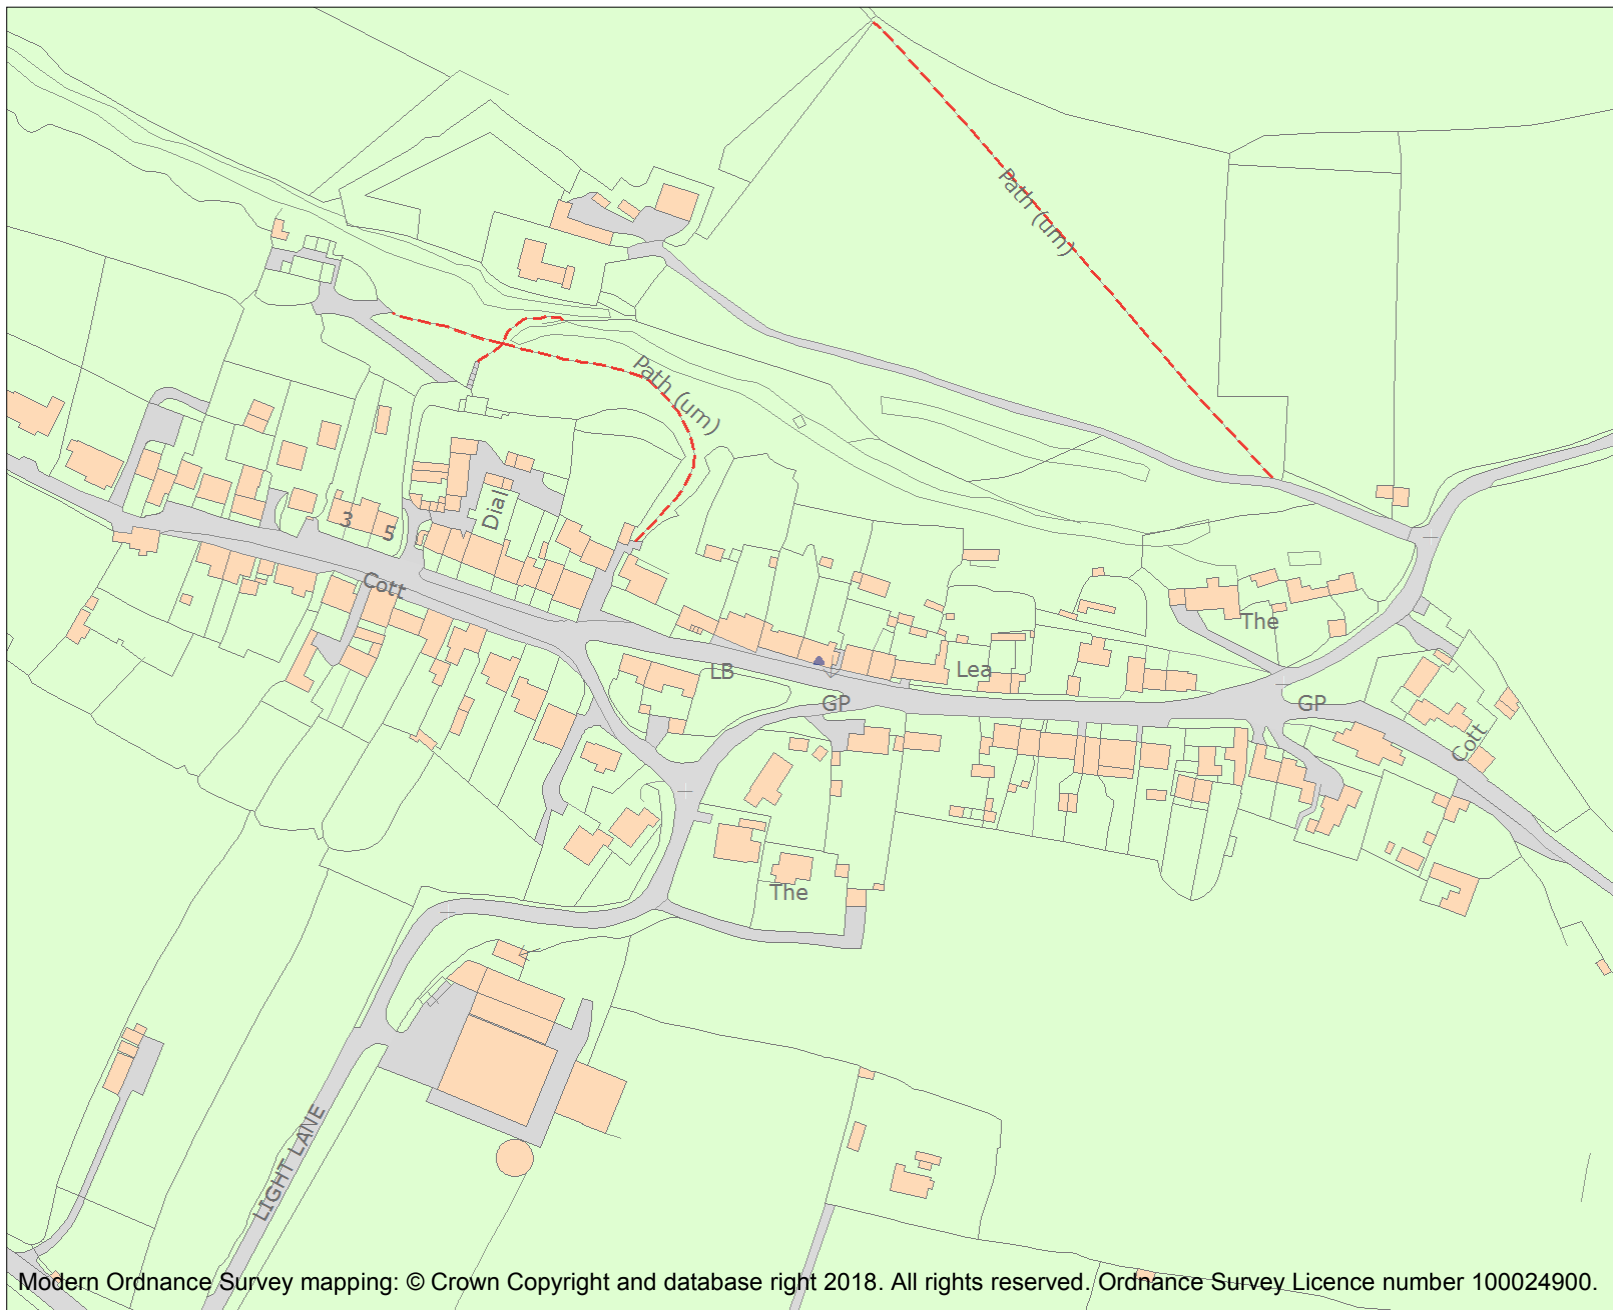 Path (um)
Path (um)
Dial
3
5
Cott
The
LB
Lea
GP
GP
Cott
The
LIGHT LANE
Modern Ordnance Survey mapping: © Crown Copyright and database right 2018. All rights reserved. Ordnance Survey Licence number 100024900.